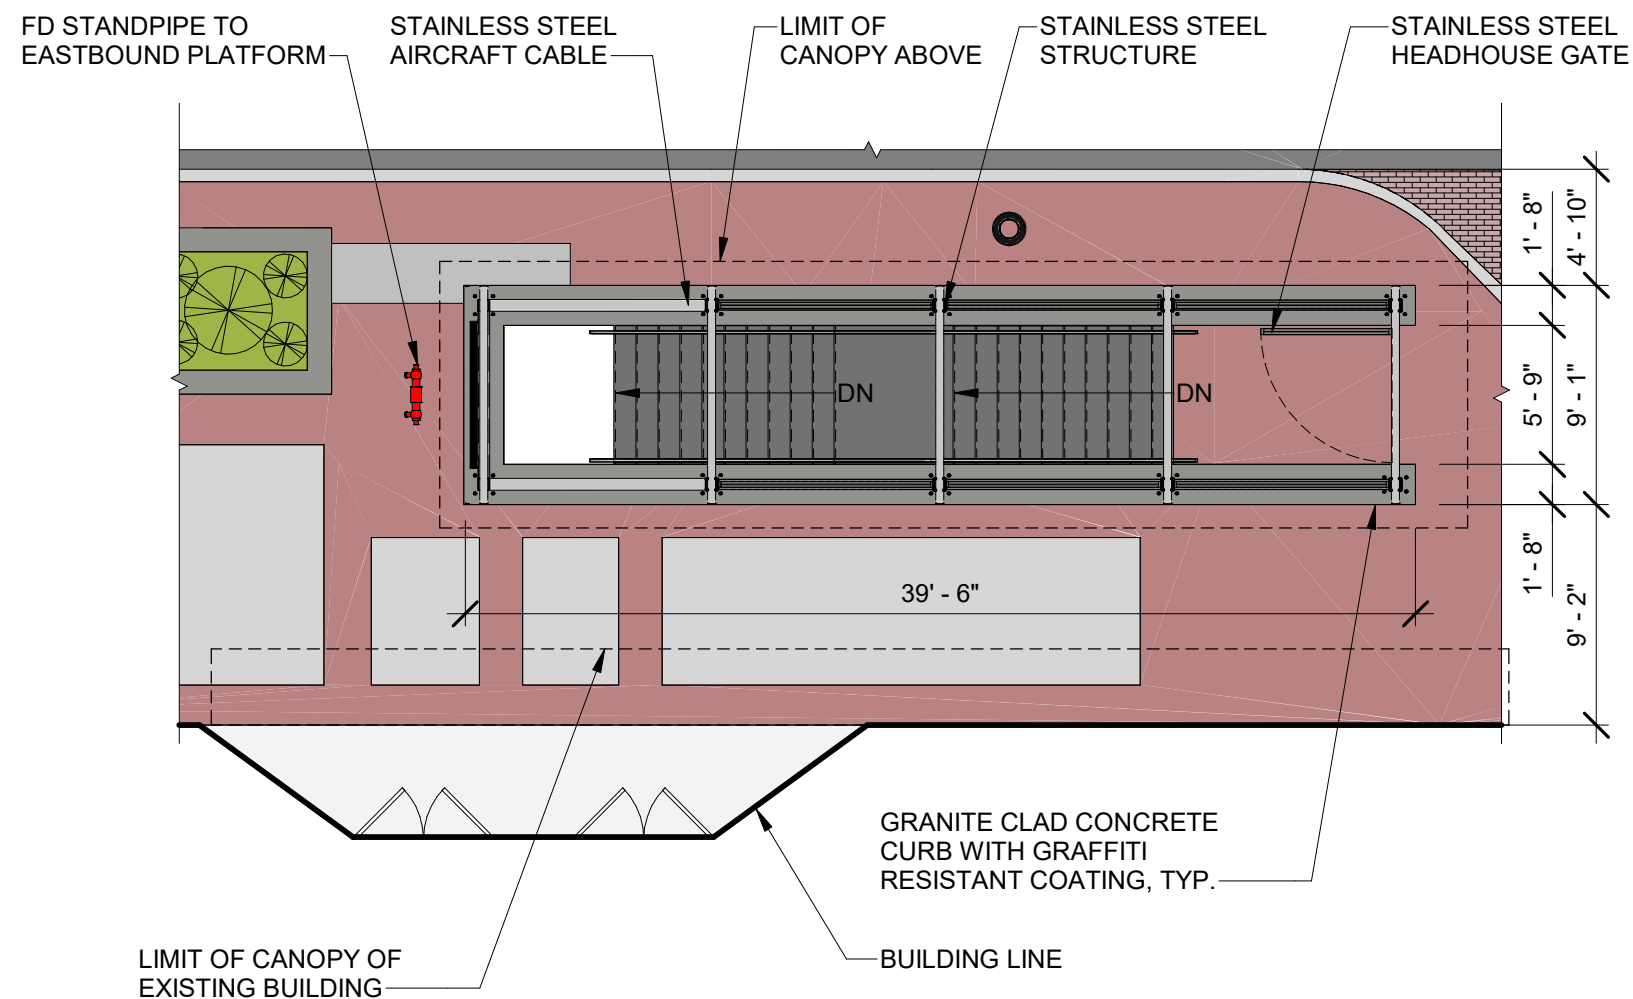 FD STANDPIPE TO
EASTBOUND PLATFORM
STAINLESS STEEL
AIRCRAFT CABLE
LIMIT OF
CANOPY ABOVE
STAINLESS STEEL
STRUCTURE
STAINLESS STEEL
HEADHOUSE GATE
1' - 8"
4' - 10"
DN
DN
5' - 9"
9' - 1"
39' - 6"
1' - 8"
9' - 2"
GRANITE CLAD CONCRETE
CURB WITH GRAFFITI
RESISTANT COATING, TYP.
LIMIT OF CANOPY OF
EXISTING BUILDING
BUILDING LINE